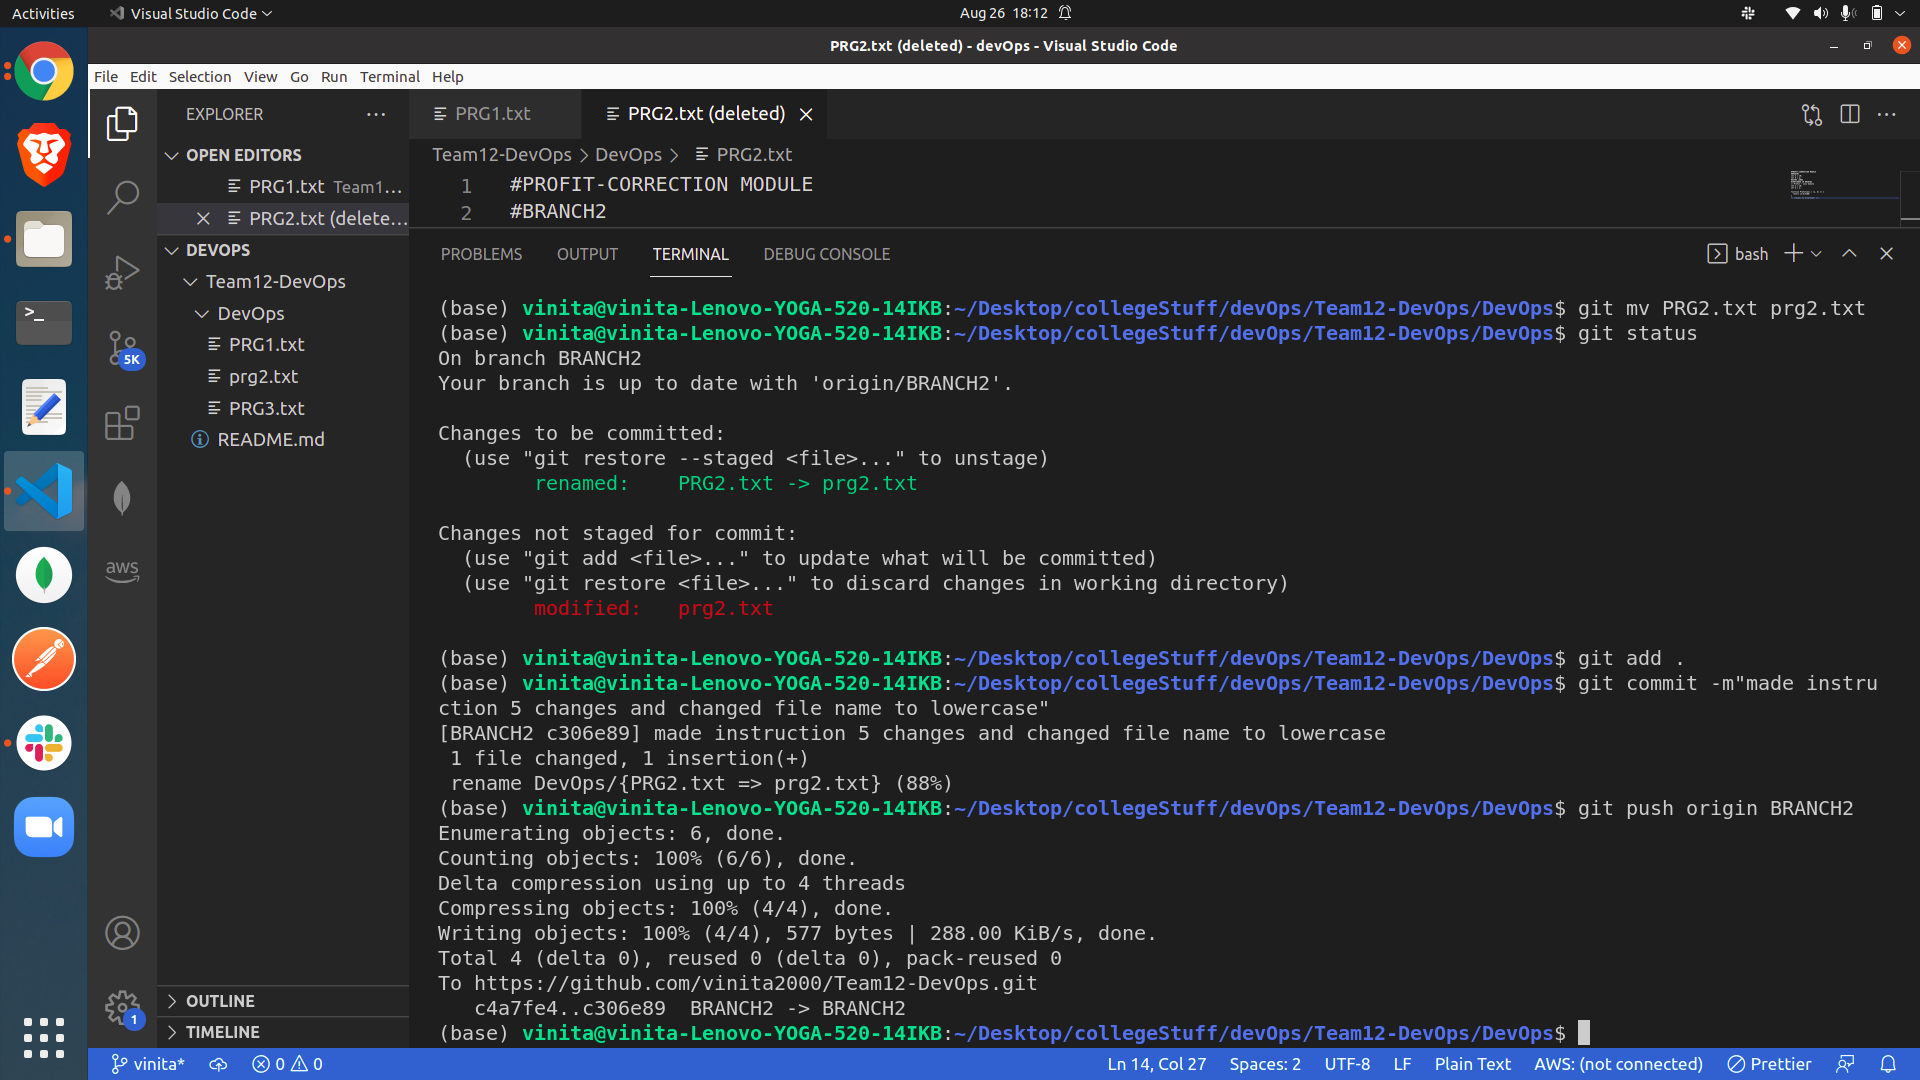 Activities
Visual Studio Code
Aug 26 18:12
PRG2.txt (deleted) - devOps - Visual Studio Code
File Edit Selection View Go Run Terminal Help
EXPLORER
OPEN EDITORS
PRG1.txt Team1...
PRG2.txt (delete...
DEVOPS
Team12-DevOps
DevOps
PRG1.txt
prg2.txt
PRG3.txt
README.md
OUTLINE
TIMELINE
5K
aws
1
PRG1.txt
PRG2.txt (deleted)
Team12-DevOps > DevOps > PRG2.txt
1 #PROFIT-CORRECTION MODULE
2 #BRANCH2
PROBLEMS OUTPUT TERMINAL DEBUG CONSOLE
bash
(base) vinita@vinita-Lenovo-YOGA-520-14IKB:~/Desktop/collegeStuff/devOps/Team12-DevOps/DevOps$ git mv PRG2.txt prg2.txt
(base) vinita@vinita-Lenovo-YOGA-520-14IKB:~/Desktop/collegeStuff/devOps/Team12-DevOps/DevOps$ git status
On branch BRANCH2
Your branch is up to date with 'origin/BRANCH2'.
Changes to be committed:
(use "git restore --staged <file>..." to unstage)
renamed: PRG2.txt -> prg2.txt
Changes not staged for commit:
(use "git add <file>..." to update what will be committed)
(use "git restore <file>..." to discard changes in working directory)
modified: prg2.txt
(base) vinita@vinita-Lenovo-YOGA-520-14IKB:~/Desktop/collegeStuff/devOps/Team12-DevOps/DevOps$ git add .
(base) vinita@vinita-Lenovo-YOGA-520-14IKB:~/Desktop/collegeStuff/devOps/Team12-DevOps/DevOps$ git commit -m"made instru
ction 5 changes and changed file name to lowercase"
[BRANCH2 c306e89] made instruction 5 changes and changed file name to lowercase
1 file changed, 1 insertion(+)
rename DevOps/{PRG2.txt => prg2.txt} (88%)
(base) vinita@vinita-Lenovo-YOGA-520-14IKB:~/Desktop/collegeStuff/devOps/Team12-DevOps/DevOps$ git push origin BRANCH2
Enumerating objects: 6, done.
Counting objects: 100% (6/6), done.
Delta compression using up to 4 threads
Compressing objects: 100% (4/4), done.
Writing objects: 100% (4/4), 577 bytes | 288.00 KiB/s, done.
Total 4 (delta 0), reused 0 (delta 0), pack-reused 0
To https://github.com/vinita2000/Team12-DevOps.git
c4a7fe4..c306e89 BRANCH2 -> BRANCH2
(base) vinita@vinita-Lenovo-YOGA-520-14IKB:~/Desktop/collegeStuff/devOps/Team12-DevOps/DevOps$
vinita* 0 0 Ln 14, Col 27 Spaces: 2 UTF-8 LF Plain Text AWS: (not connected) Prettier